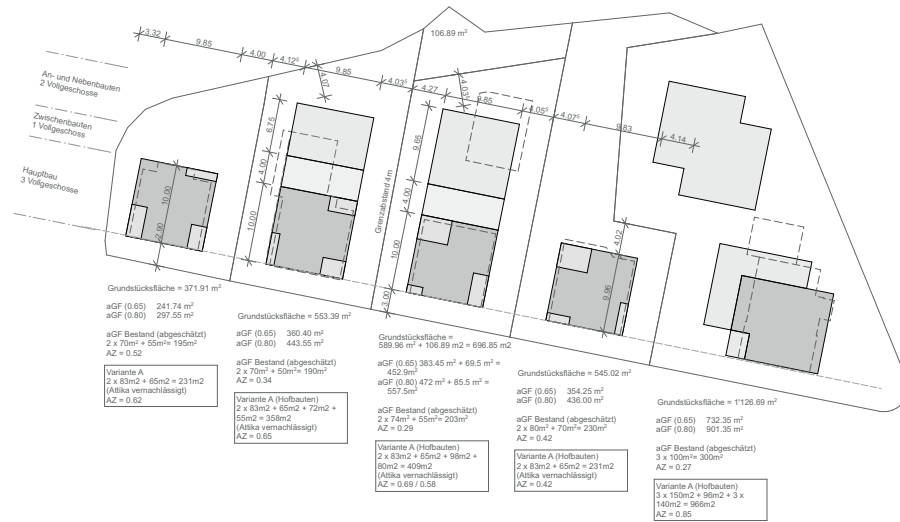 106.89 m²
3.32
9.85
4.00
4.12⁵
9.85
4.03⁵
4.27
9.85
4.05⁵
4.07⁵
9.83
4.14
4.07
4.03⁵
An- und Nebenbauten
2 Vollgeschosse
Zwischenbauten
1 Vollgeschoss
Hauptbau
3 Vollgeschosse
10.00
2.90
6.75
4.00
10.00
Grenzabstand 4m
9.65
4.00
10.00
3.00
4.02
9.96
Grundstücksfläche = 371.91 m²
aGF (0.65) 241.74 m²
aGF (0.80) 297.55 m²
aGF Bestand (abgeschätzt)
2 x 70m² + 55m²= 195m²
AZ = 0.52
Variante A
2 x 83m2 + 65m² = 231m2
(Attika vernachlässigt)
AZ = 0.62
Grundstücksfläche = 553.39 m²
aGF (0.65) 360.40 m²
aGF (0.80) 443.55 m²
aGF Bestand (abgeschätzt)
2 x 70m² + 50m²= 190m²
AZ = 0.34
Variante A (Hofbauten)
2 x 83m2 + 65m2 + 72m2 +
55m2 = 358m2
(Attika vernachlässigt)
AZ = 0.65
Grundstücksfläche =
589.96 m² + 106.89 m² = 696.85 m²
aGF (0.65) 383.45 m² + 69.5 m² =
452.9m²
aGF (0.80) 472 m² + 85.5 m² =
557.5m²
aGF Bestand (abgeschätzt)
2 x 74m² + 55m²= 203m²
AZ = 0.29
Variante A (Hofbauten)
2 x 83m2 + 65m2 + 98m2 +
80m2 = 409m2
(Attika vernachlässigt)
AZ = 0.69 / 0.58
Grundstücksfläche = 545.02 m²
aGF (0.65) 354.25 m²
aGF (0.80) 436.00 m²
aGF Bestand (abgeschätzt)
2 x 80m² + 70m²= 230m²
AZ = 0.42
Variante A (Hofbauten)
2 x 83m2 + 65m² = 231m2
(Attika vernachlässigt)
AZ = 0.42
Grundstücksfläche = 1'126.69 m²
aGF (0.65) 732.35 m²
aGF (0.80) 901.35 m²
aGF Bestand (abgeschätzt)
3 x 100m²= 300m²
AZ = 0.27
Variante A (Hofbauten)
3 x 150m2 + 96m2 + 3 x
140m2 = 966m2
AZ = 0.85